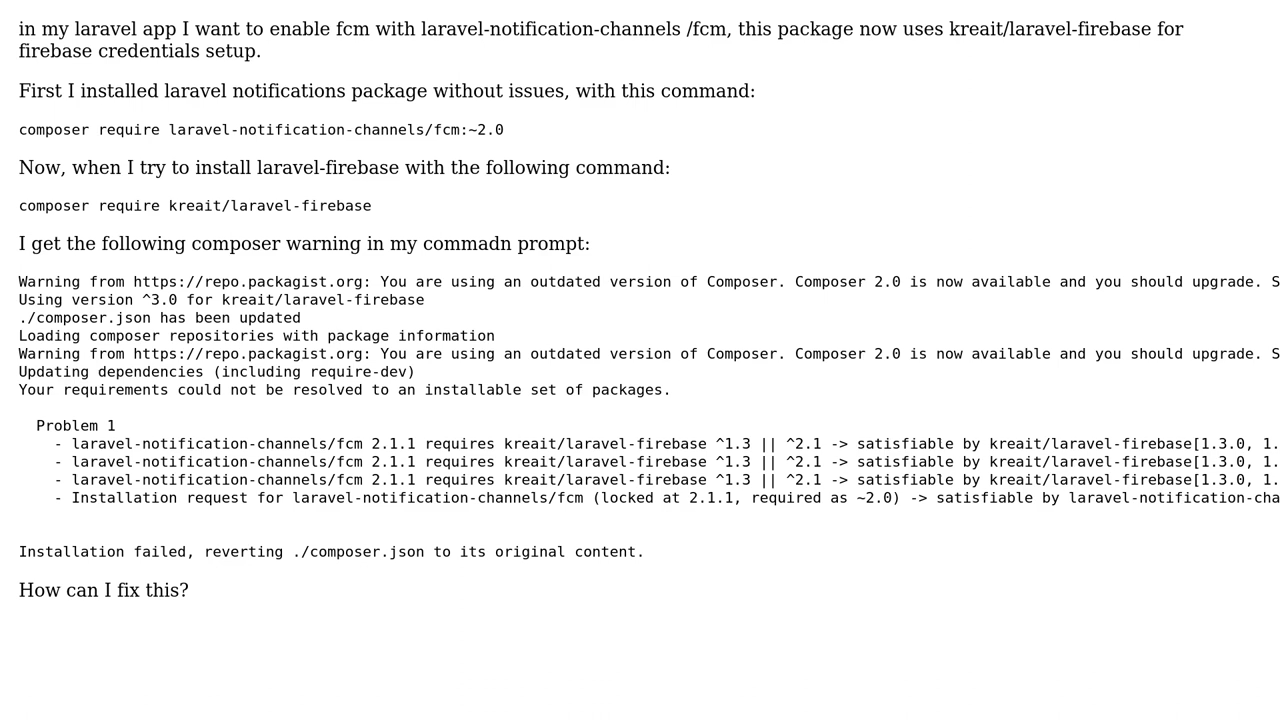 in my laravel app I want to enable fcm with laravel-notification-channels /fcm, this package now uses kreait/laravel-firebase for
firebase credentials setup.
First I installed laravel notifications package without issues, with this command:
composer require laravel-notification-channels/fcm:~2.0
Now, when I try to install laravel-firebase with the following command:
composer require kreait/laravel-firebase
I get the following composer warning in my commadn prompt:
Warning from https://repo.packagist.org: You are using an outdated version of Composer. Composer 2.0 is now available and you should upgrade. S
Using version ^3.0 for kreait/laravel-firebase
./composer.json has been updated
Loading composer repositories with package information
Warning from https://repo.packagist.org: You are using an outdated version of Composer. Composer 2.0 is now available and you should upgrade. S
Updating dependencies (including require-dev)
Your requirements could not be resolved to an installable set of packages.
Problem 1
- laravel-notification-channels/fcm 2.1.1 requires kreait/laravel-firebase ^1.3 || ^2.1 -> satisfiable by kreait/laravel-firebase[1.3.0, 1.
- laravel-notification-channels/fcm 2.1.1 requires kreait/laravel-firebase ^1.3 || ^2.1 -> satisfiable by kreait/laravel-firebase[1.3.0, 1.
- laravel-notification-channels/fcm 2.1.1 requires kreait/laravel-firebase ^1.3 || ^2.1 -> satisfiable by kreait/laravel-firebase[1.3.0, 1.
- Installation request for laravel-notification-channels/fcm (locked at 2.1.1, required as ~2.0) -> satisfiable by laravel-notification-cha
Installation failed, reverting ./composer.json to its original content.
How can I fix this?